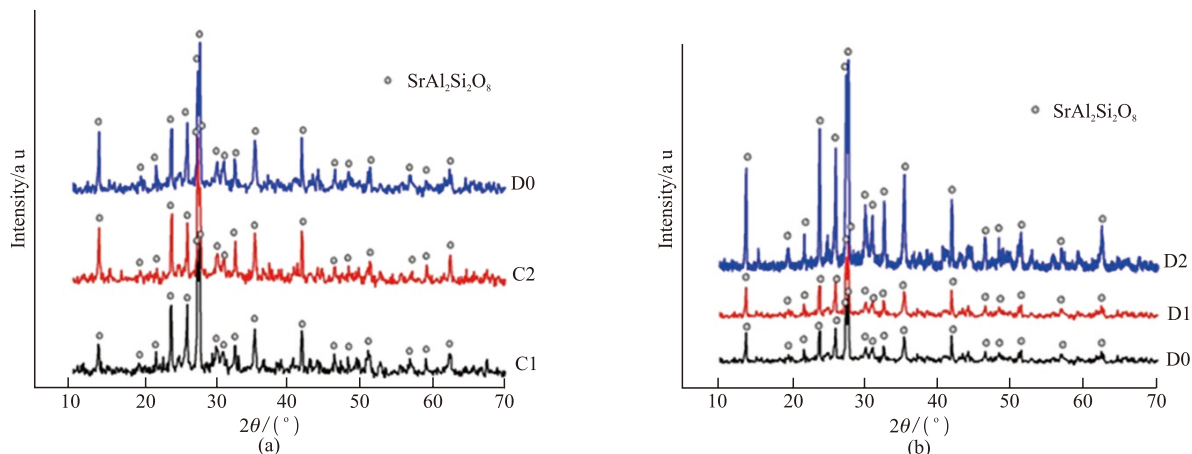 Intensity/a u
SrAl₂Si₂O₈
D0
C2
C1
10 20 30 40 50 60 70
2θ/(°)
(a)
Intensity/a u
SrAl₂Si₂O₈
D2
D1
D0
10 20 30 40 50 60 70
2θ/(°)
(b)